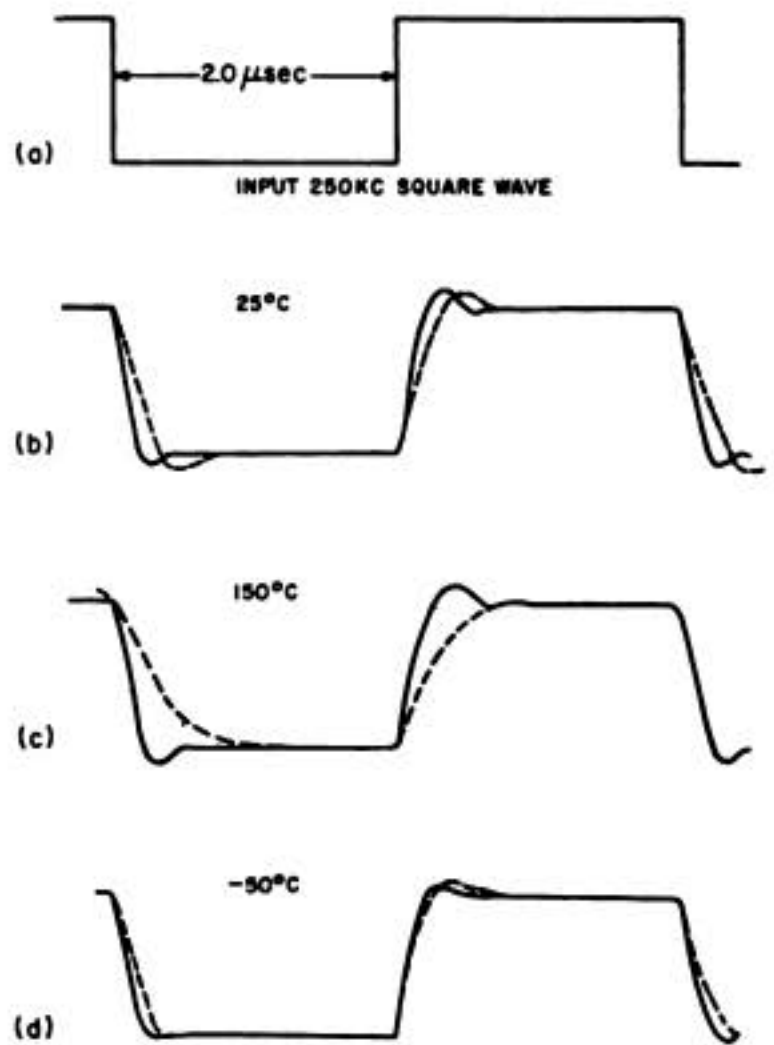 2.0 μsec
(a)
INPUT 250KC SQUARE WAVE
25°C
(b)
150°C
(c)
-50°C
(d)